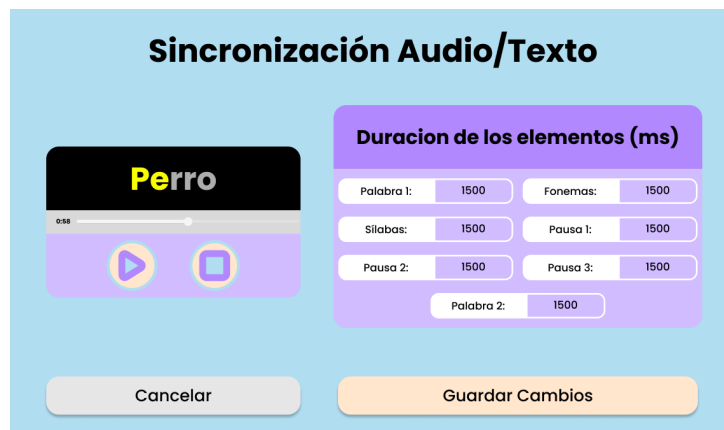 Sincronización Audio/Texto
Perro
0:58
Duracion de los elementos (ms)
Palabra 1: 1500 Fonemas: 1500
Sílabas: 1500 Pausa 1: 1500
Pausa 2: 1500 Pausa 3: 1500
Palabra 2: 1500
Cancelar Guardar Cambios